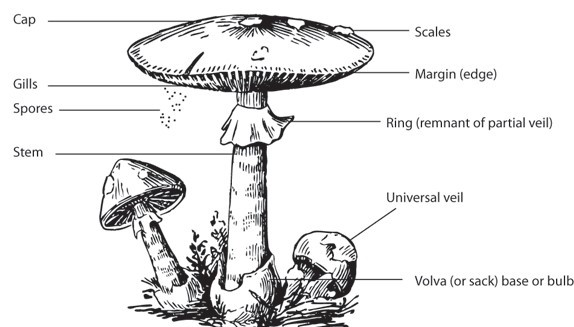 Cap
Scales
Margin (edge)
Gills
Spores
Ring (remnant of partial veil)
Stem
Universal veil
Volva (or sack) base or bulb